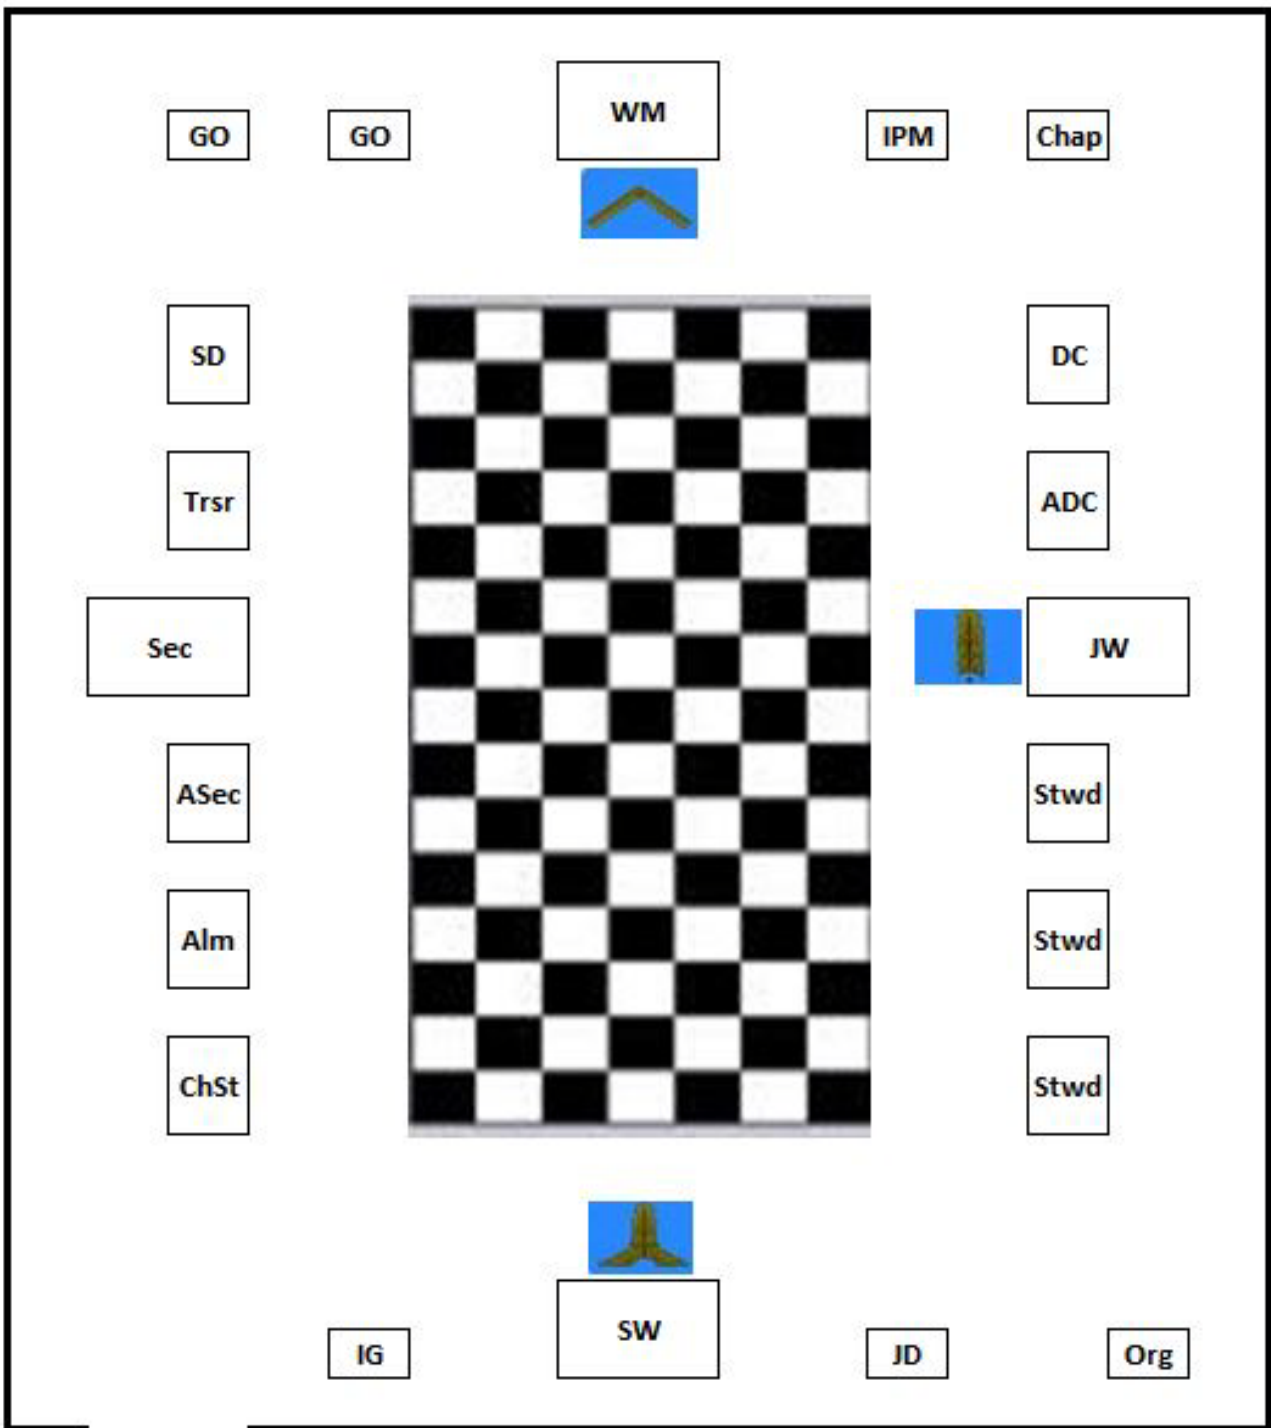 WM
GO GO IPM Chap
SD DC
Trsr ADC
Sec JW
ASec Stwd
Alm Stwd
ChSt Stwd
SW
IG JD Org